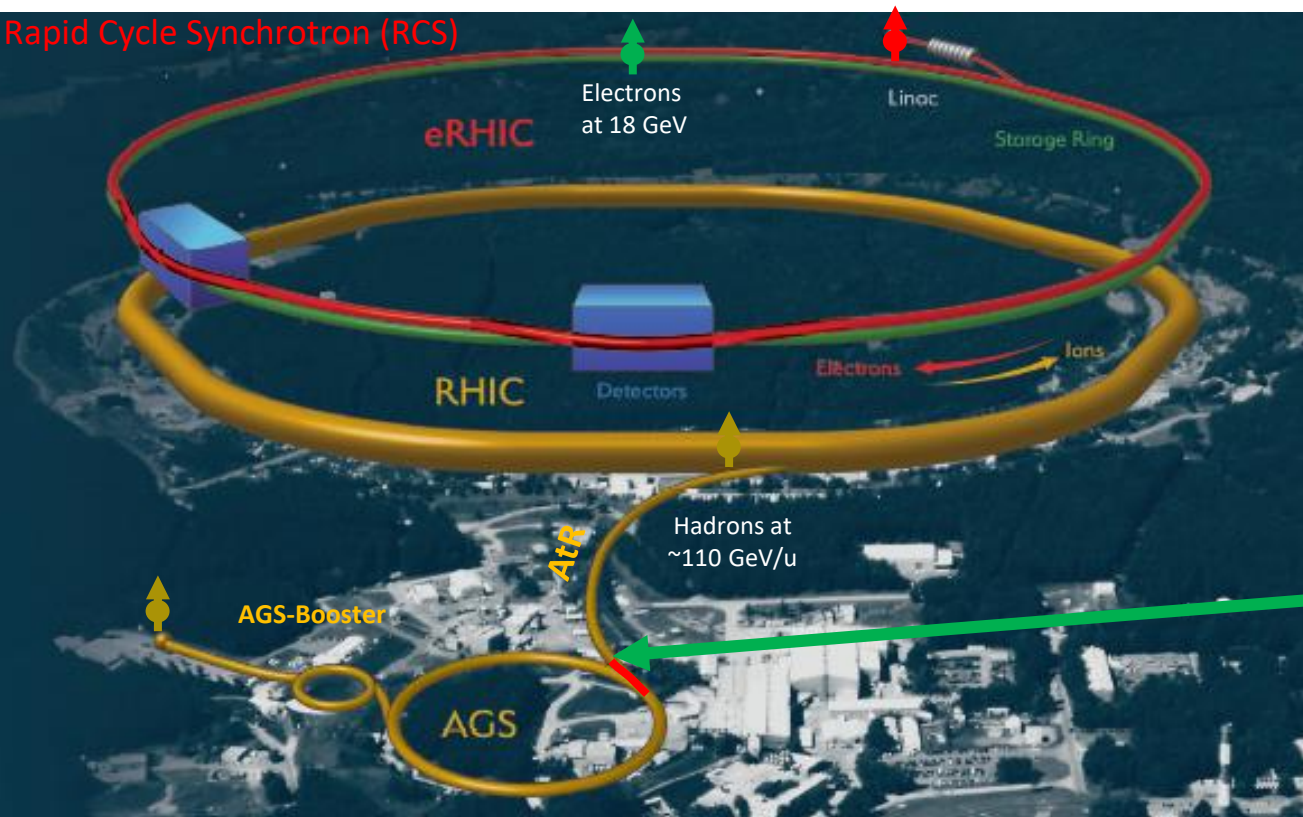 Rapid Cycle Synchrotron (RCS)
Electrons
at 18 GeV
Linac
eRHIC
Storage Ring
Ions
Electrons
RHIC
Detectors
Hadrons at
~110 GeV/u
AtR
AGS-Booster
AGS